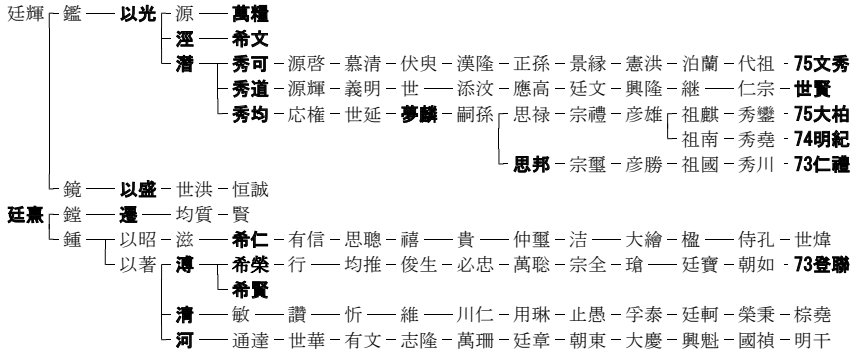 廷輝 鑑 以光 源 萬糧
涇 希文
潛 秀可 源啓 慕清 伏臾 漢隆 正孫 景縁 憲洪 泊蘭 代祖 75文秀
秀道 源輝 義明 世 添汶 應高 廷文 興隆 継 仁宗 世賢
秀均 応権 世延 夢麟 嗣孫 思禄 宗禮 彦雄 祖麒 秀鑾 75大柏
祖南 秀堯 74明紀
思邦 宗璽 彦勝 祖國 秀川 73仁禮
鏡 以盛 世洪 恒誠
廷熏 鏜 遷 均質 賢
鍾 以昭 滋 希仁 有信 思聰 禧 貴 仲璽 洁 大繪 楹 侍孔 世煒
以著 溥 希榮 行 均推 俊生 必忠 萬聡 宗全 瑲 廷寶 朝如 73登聯
希賢
清 敏 讚 忻 維 川仁 用琳 止愚 孚泰 廷軻 榮秉 棕堯
河 通達 世華 有文 志隆 萬珊 廷章 朝東 大慶 興魁 國禎 明干